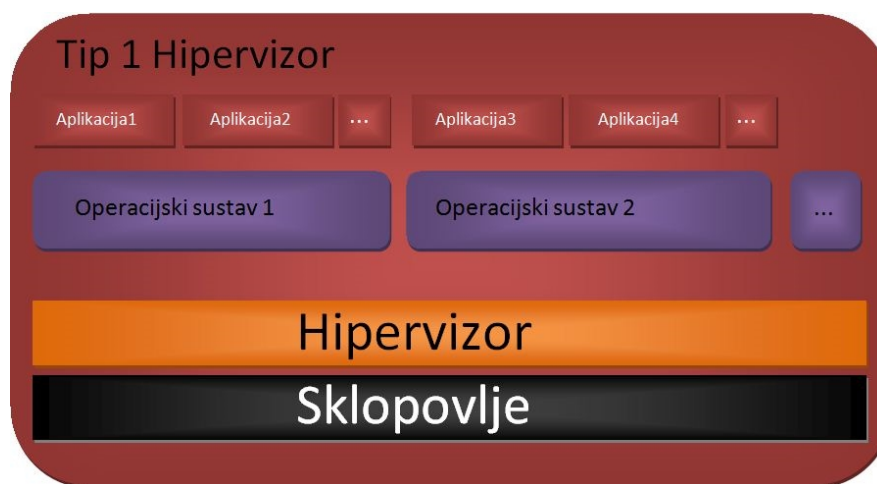 Tip 1 Hipervizor
Aplikacija1 Aplikacija2 ... Aplikacija3 Aplikacija4 ...
Operacijski sustav 1 Operacijski sustav 2 ...
Hipervizor
Sklopovlje